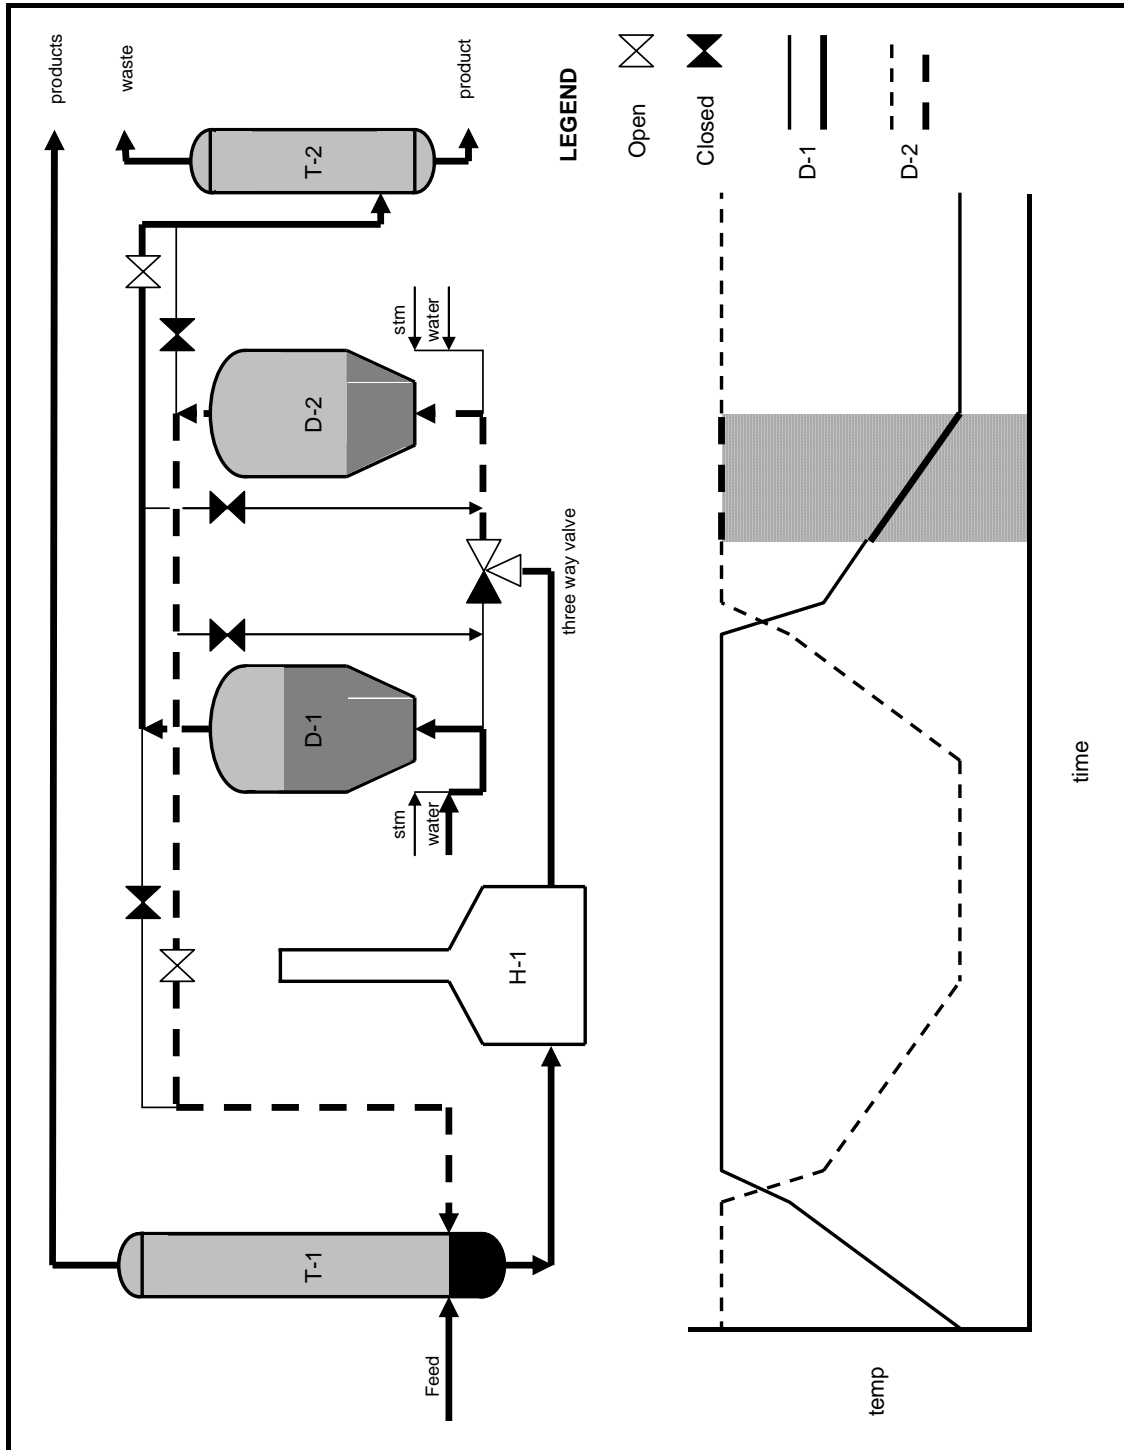 products
waste
product
T-2
LEGEND
Open
Closed
D-1
D-2
stm
water
D-2
three way valve
D-1
stm
water
H-1
T-1
Feed
time
temp